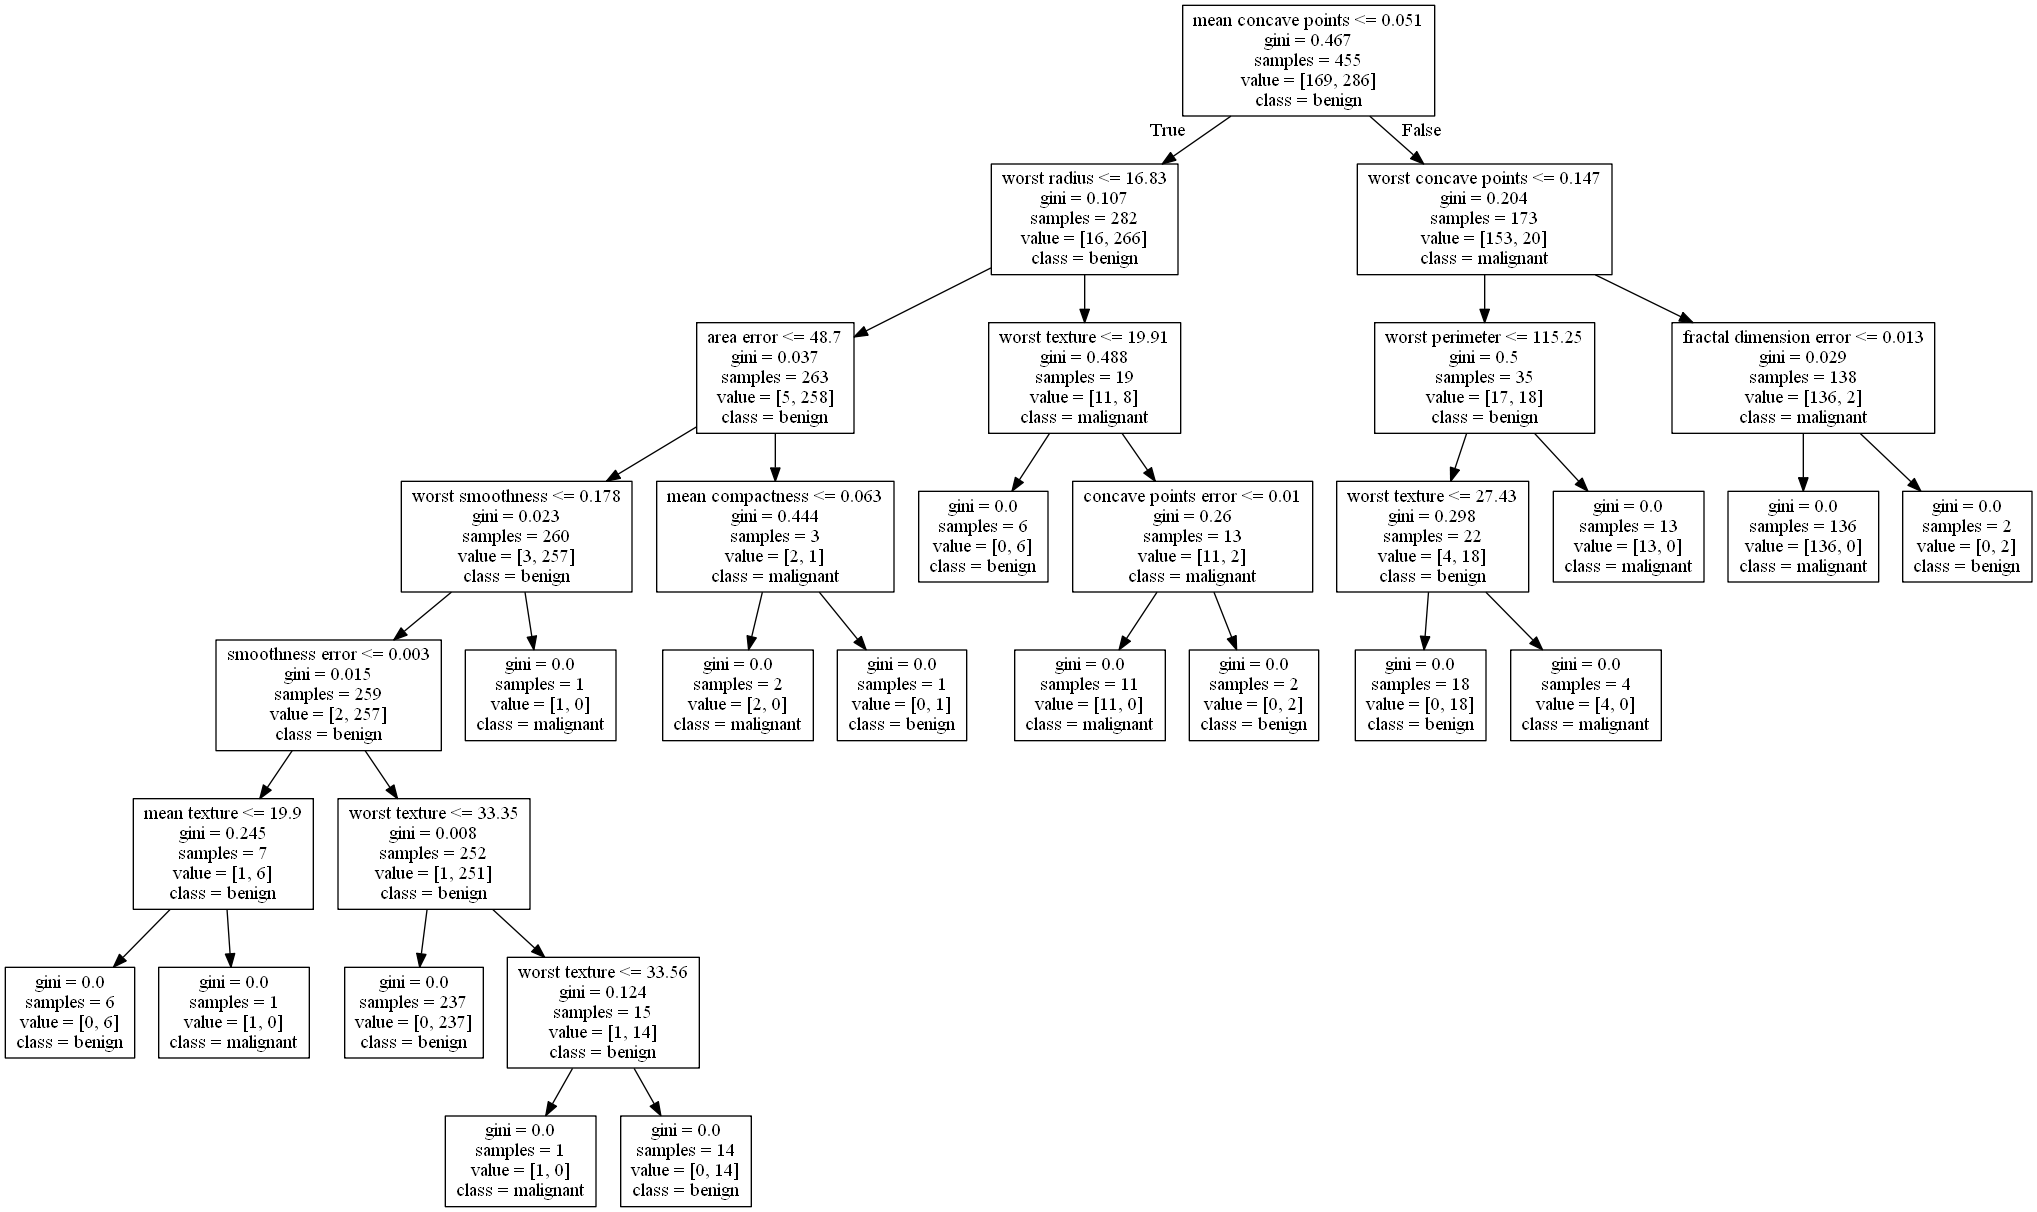 mean concave points <= 0.051
gini = 0.467
samples = 455
value = [169, 286]
class = benign
True
False
worst radius <= 16.83
gini = 0.107
samples = 282
value = [16, 266]
class = benign
worst concave points <= 0.147
gini = 0.204
samples = 173
value = [153, 20]
class = malignant
area error <= 48.7
gini = 0.037
samples = 263
value = [5, 258]
class = benign
worst texture <= 19.91
gini = 0.488
samples = 19
value = [11, 8]
class = malignant
worst perimeter <= 115.25
gini = 0.5
samples = 35
value = [17, 18]
class = benign
fractal dimension error <= 0.013
gini = 0.029
samples = 138
value = [136, 2]
class = malignant
worst smoothness <= 0.178
gini = 0.023
samples = 260
value = [3, 257]
class = benign
mean compactness <= 0.063
gini = 0.444
samples = 3
value = [2, 1]
class = malignant
gini = 0.0
samples = 6
value = [0, 6]
class = benign
concave points error <= 0.01
gini = 0.26
samples = 13
value = [11, 2]
class = malignant
worst texture <= 27.43
gini = 0.298
samples = 22
value = [4, 18]
class = benign
gini = 0.0
samples = 13
value = [13, 0]
class = malignant
gini = 0.0
samples = 136
value = [136, 0]
class = malignant
gini = 0.0
samples = 2
value = [0, 2]
class = benign
smoothness error <= 0.003
gini = 0.015
samples = 259
value = [2, 257]
class = benign
gini = 0.0
samples = 1
value = [1, 0]
class = malignant
gini = 0.0
samples = 2
value = [2, 0]
class = malignant
gini = 0.0
samples = 1
value = [0, 1]
class = benign
gini = 0.0
samples = 11
value = [11, 0]
class = malignant
gini = 0.0
samples = 2
value = [0, 2]
class = benign
gini = 0.0
samples = 18
value = [0, 18]
class = benign
gini = 0.0
samples = 4
value = [4, 0]
class = malignant
mean texture <= 19.9
gini = 0.245
samples = 7
value = [1, 6]
class = benign
worst texture <= 33.35
gini = 0.008
samples = 252
value = [1, 251]
class = benign
gini = 0.0
samples = 6
value = [0, 6]
class = benign
gini = 0.0
samples = 1
value = [1, 0]
class = malignant
gini = 0.0
samples = 237
value = [0, 237]
class = benign
worst texture <= 33.56
gini = 0.124
samples = 15
value = [1, 14]
class = benign
gini = 0.0
samples = 1
value = [1, 0]
class = malignant
gini = 0.0
samples = 14
value = [0, 14]
class = benign